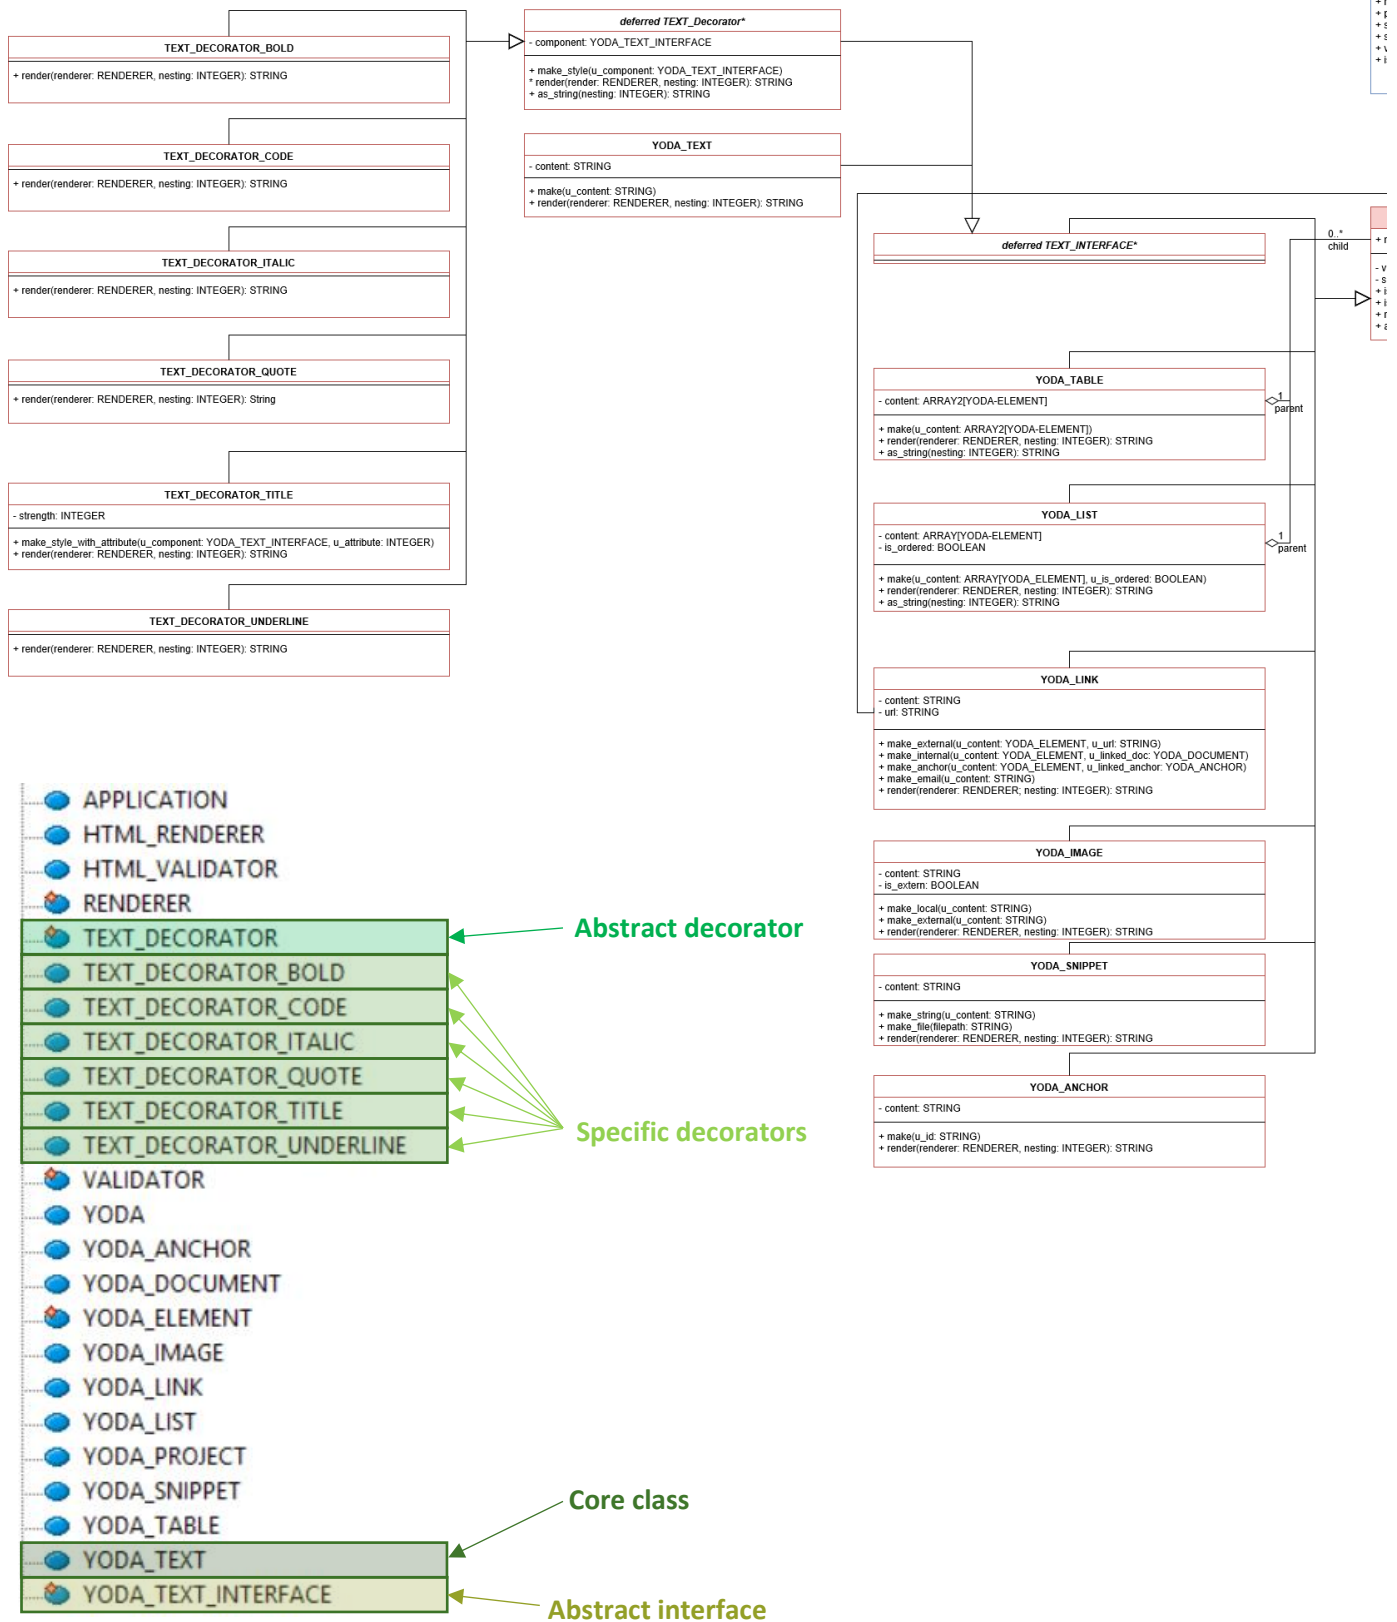 TEXT_DECORATOR_BOLD
+ render(renderer: RENDERER, nesting: INTEGER): STRING
TEXT_DECORATOR_CODE
+ render(renderer: RENDERER, nesting: INTEGER): STRING
TEXT_DECORATOR_ITALIC
+ render(renderer: RENDERER, nesting: INTEGER): STRING
TEXT_DECORATOR_QUOTE
+ render(renderer: RENDERER, nesting: INTEGER): String
TEXT_DECORATOR_TITLE
- strength: INTEGER
+ make_style_with_attribute(u_component: YODA_TEXT_INTERFACE, u_attribute: INTEGER)
+ render(renderer: RENDERER, nesting: INTEGER): STRING
TEXT_DECORATOR_UNDERLINE
+ render(renderer: RENDERER, nesting: INTEGER): STRING
deferred TEXT_Decorator*
- component: YODA_TEXT_INTERFACE
+ make_style(u_component: YODA_TEXT_INTERFACE)
* render(render: RENDERER, nesting: INTEGER): STRING
+ as_string(nesting: INTEGER): STRING
YODA_TEXT
- content: STRING
+ make(u_content: STRING)
+ render(renderer: RENDERER, nesting: INTEGER): STRING
deferred TEXT_INTERFACE*
0..*
child
YODA_TABLE
- content: ARRAY2[YODA-ELEMENT]
+ make(u_content: ARRAY2[YODA-ELEMENT])
+ render(renderer: RENDERER, nesting: INTEGER): STRING
+ as_string(nesting: INTEGER): STRING
1
parent
YODA_LIST
- content: ARRAY[YODA-ELEMENT]
- is_ordered: BOOLEAN
+ make(u_content: ARRAY[YODA_ELEMENT], u_is_ordered: BOOLEAN)
+ render(renderer: RENDERER, nesting: INTEGER): STRING
+ as_string(nesting: INTEGER): STRING
1
parent
YODA_LINK
- content: STRING
- url: STRING
+ make_external(u_content: YODA_ELEMENT, u_url: STRING)
+ make_internal(u_content: YODA_ELEMENT, u_linked_doc: YODA_DOCUMENT)
+ make_anchor(u_content: YODA_ELEMENT, u_linked_anchor: YODA_ANCHOR)
+ make_email(u_content: STRING)
+ render(renderer: RENDERER; nesting: INTEGER): STRING
YODA_IMAGE
- content: STRING
- is_extern: BOOLEAN
+ make_local(u_content: STRING)
+ make_external(u_content: STRING)
+ render(renderer: RENDERER, nesting: INTEGER): STRING
YODA_SNIPPET
- content: STRING
+ make_string(u_content: STRING)
+ make_file(filepath: STRING)
+ render(renderer: RENDERER, nesting: INTEGER): STRING
YODA_ANCHOR
- content: STRING
+ make(u_id: STRING)
+ render(renderer: RENDERER, nesting: INTEGER): STRING
APPLICATION
HTML_RENDERER
HTML_VALIDATOR
RENDERER
TEXT_DECORATOR
TEXT_DECORATOR_BOLD
TEXT_DECORATOR_CODE
TEXT_DECORATOR_ITALIC
TEXT_DECORATOR_QUOTE
TEXT_DECORATOR_TITLE
TEXT_DECORATOR_UNDERLINE
VALIDATOR
YODA
YODA_ANCHOR
YODA_DOCUMENT
YODA_ELEMENT
YODA_IMAGE
YODA_LINK
YODA_LIST
YODA_PROJECT
YODA_SNIPPET
YODA_TABLE
YODA_TEXT
YODA_TEXT_INTERFACE
Abstract decorator
Specific decorators
Core class
Abstract interface